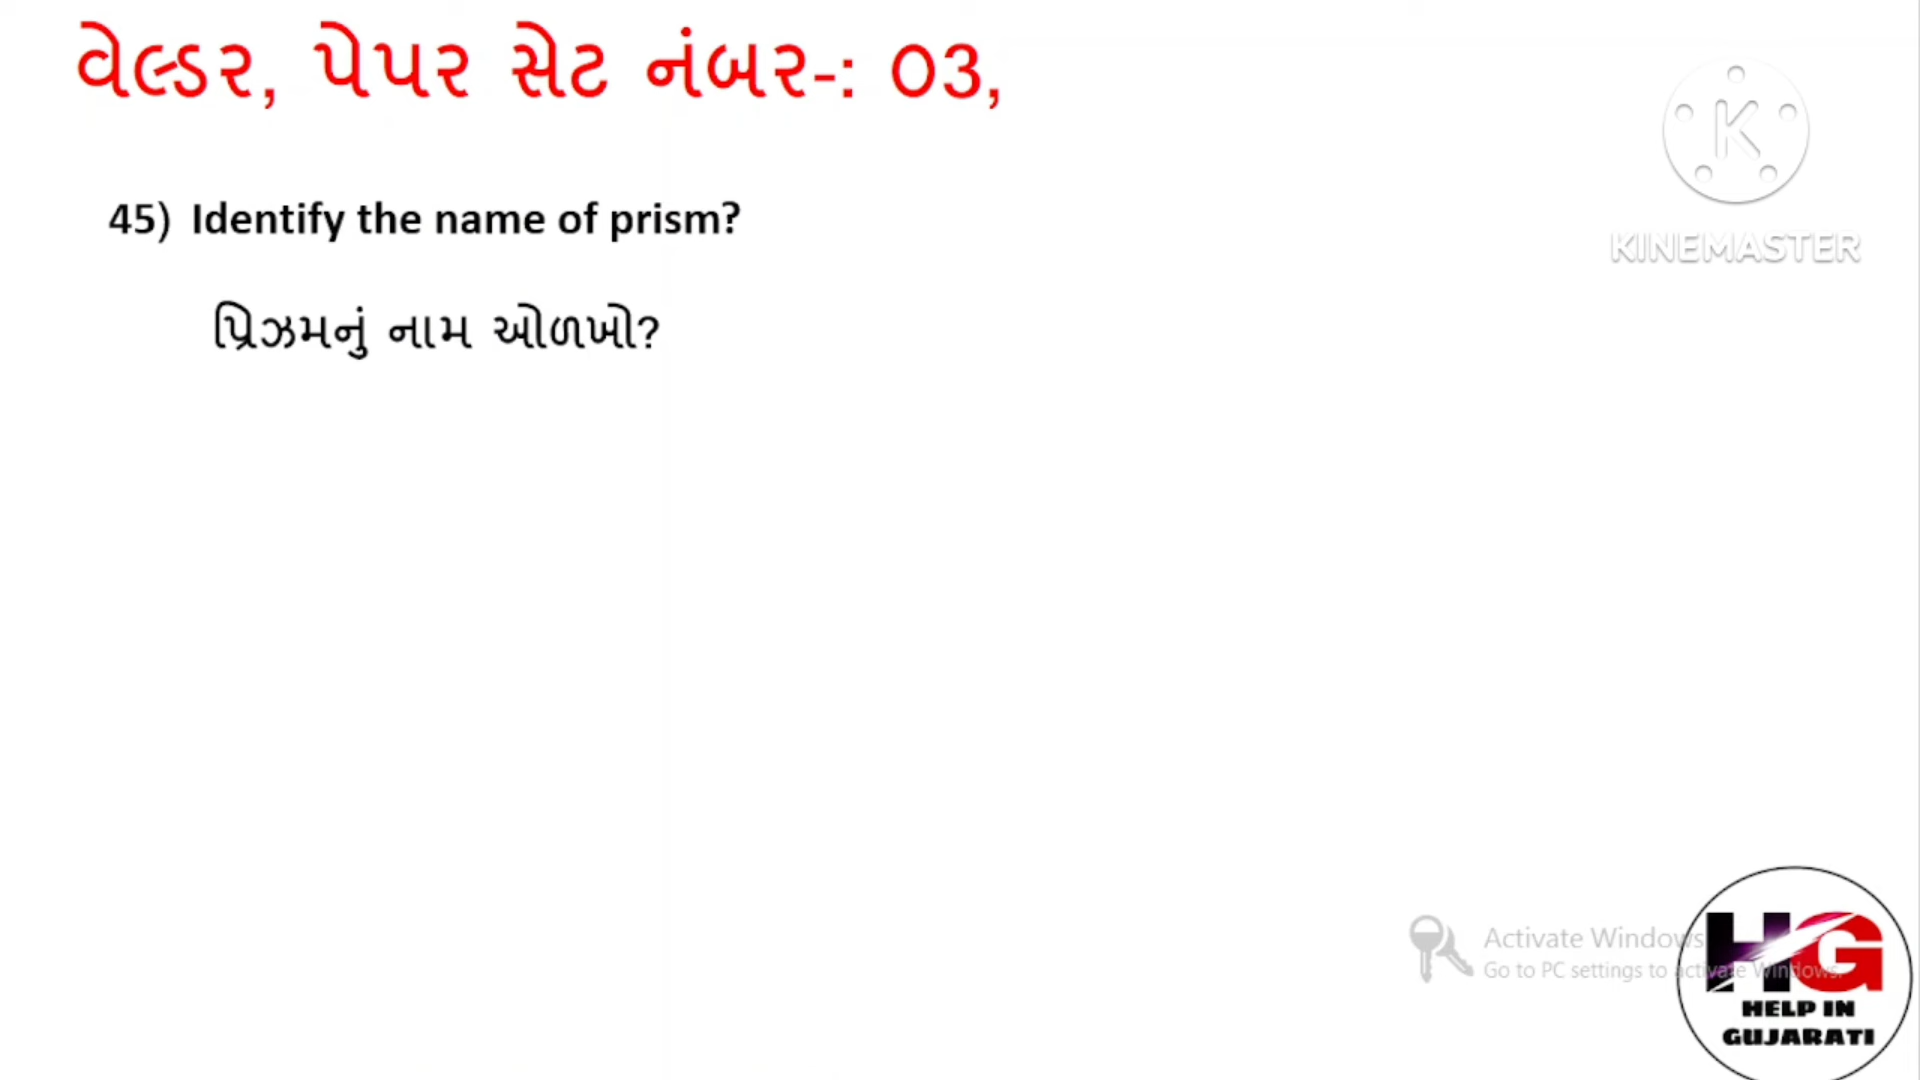 વેલ્ડર, પેપર સેટ નંબર-: 03,
KINEMASTER
45) Identify the name of prism?
પ્રિઝમનું નામ ઓળખો?
Activate Windows
Go to PC settings to activate Windows.
HG
HELP IN
GUJARATI